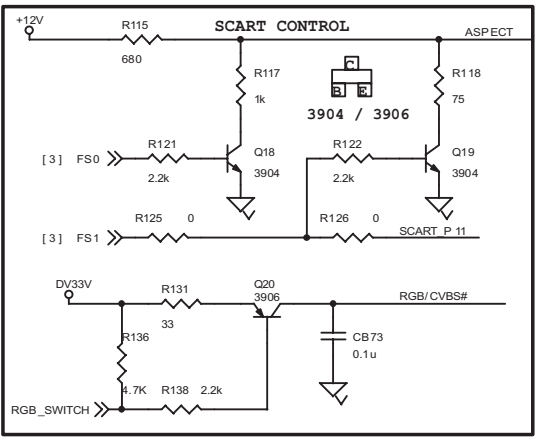 +12V R115 SCART CONTROL ASPECT
680
R117 C R118
1k B E 75
3904 / 3906
[ 3 ] FS0 R121 Q18 R122 Q19
2.2k 3904 2.2k 3904
R125 0 R126 0
[ 3 ] FS1 SCART_P 11
DV33V R131 Q20 RGB/CVBS#
33 3906
R136 CB73
0.1u
4.7K R138 2.2k
RGB_SWITCH